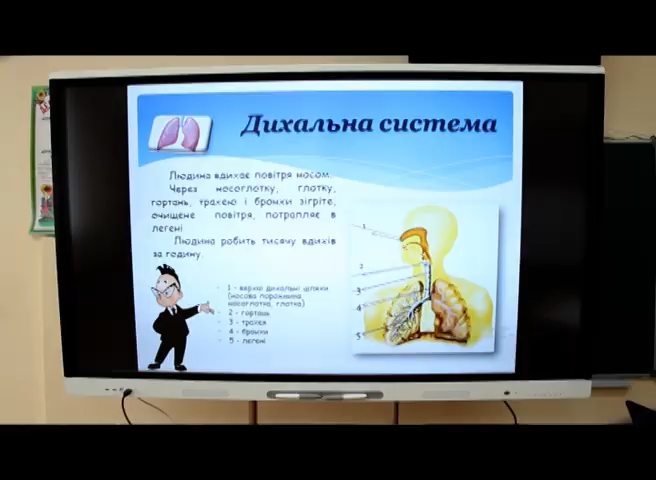 Дихальна система
Людина вдихає повітря носом.
Через носоглотку, глотку,
гортань, трахею і бронхи зігріте,
очищене повітря, потрапляє в
легені
Людина робить тисячу вдихів
за годину.
1 - верхні дихальні шляхи
(носова порожнина,
носоглотка, глотка)
2 - гортань
3 - трахея
4 - бронхи
5 - легені
1
2
3
4
5